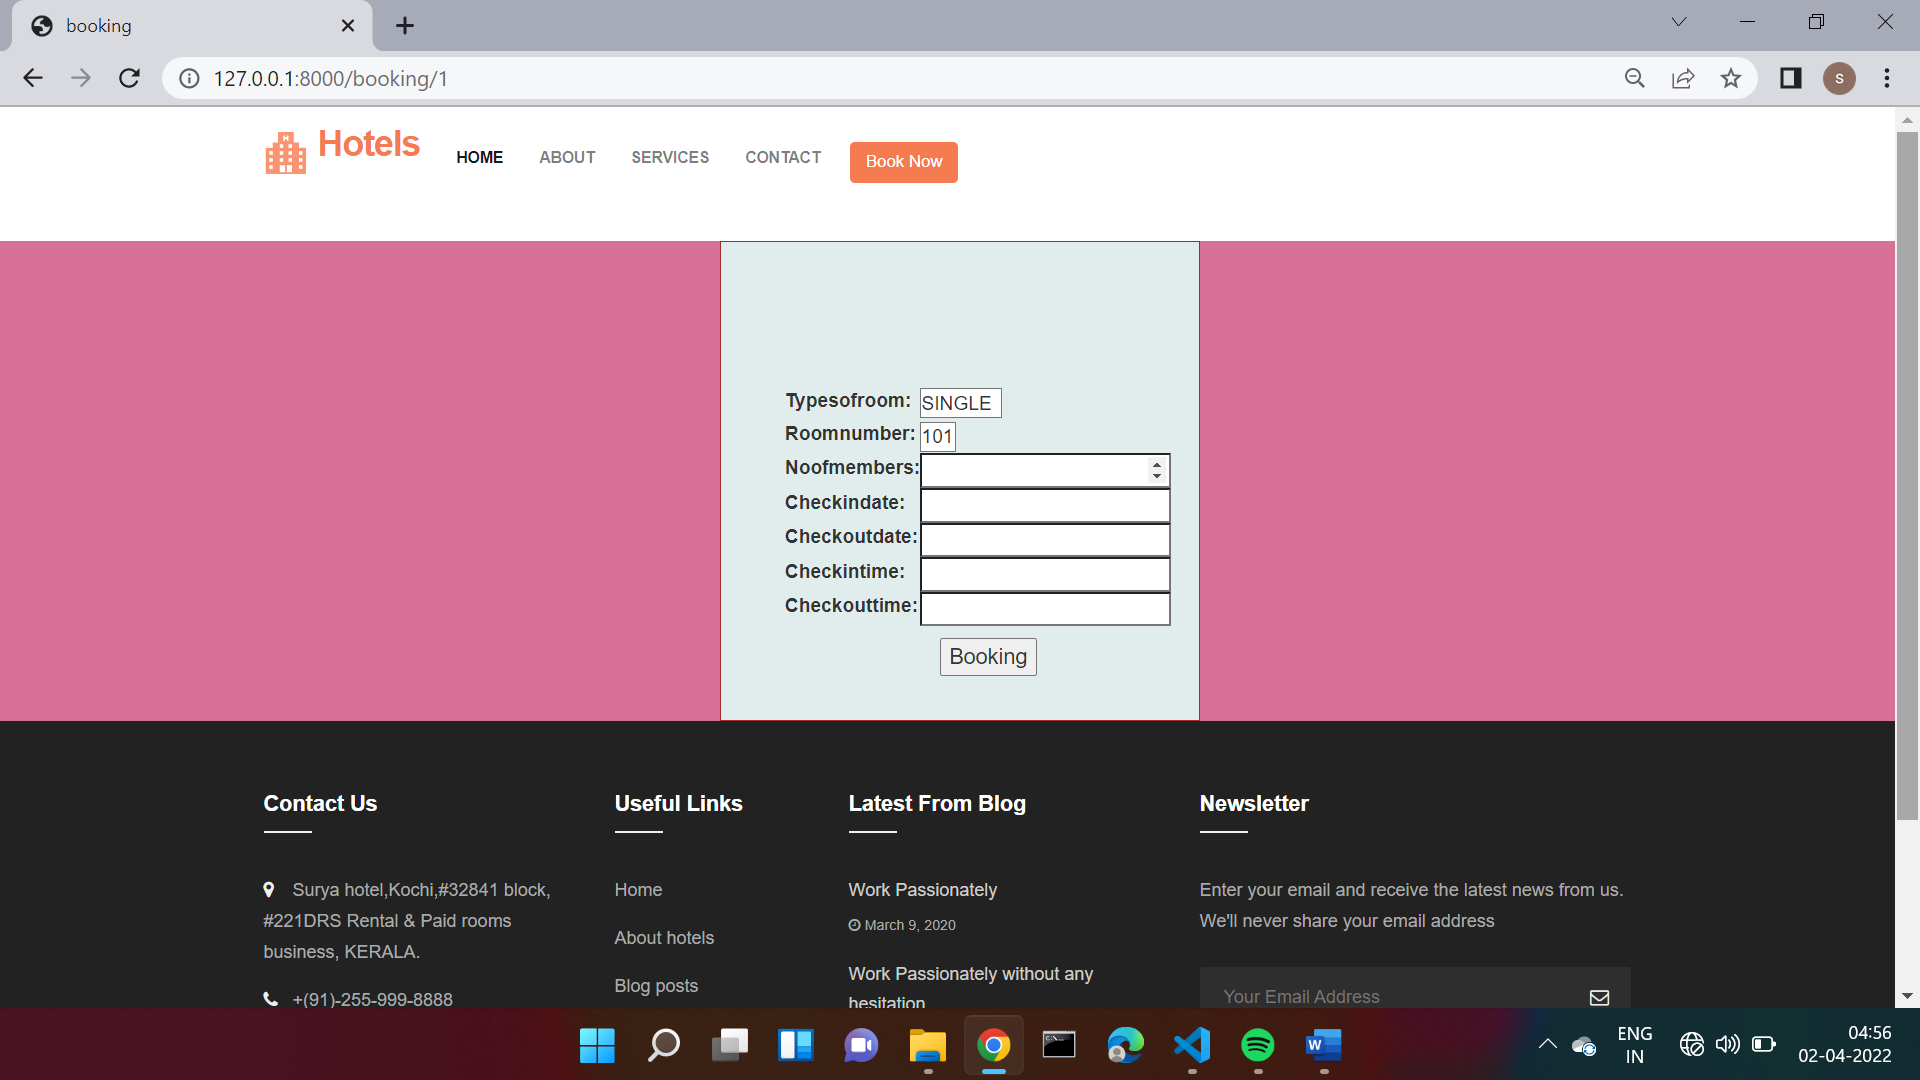 booking
127.0.0.1:8000/booking/1
S
H
Hotels
HOME
ABOUT
SERVICES
CONTACT
Book Now
Typesofroom: SINGLE
Roomnumber: 101
Noofmembers:
Checkindate:
Checkoutdate:
Checkintime:
Checkouttime:
Booking
Contact Us
Surya hotel,Kochi,#32841 block,
#221DRS Rental & Paid rooms
business, KERALA.
+(91)-255-999-8888
Useful Links
Home
About hotels
Blog posts
Latest From Blog
Work Passionately
March 9, 2020
Work Passionately without any
hesitation
Newsletter
Enter your email and receive the latest news from us.
We'll never share your email address
Your Email Address
W
ENG
IN
04:56
02-04-2022